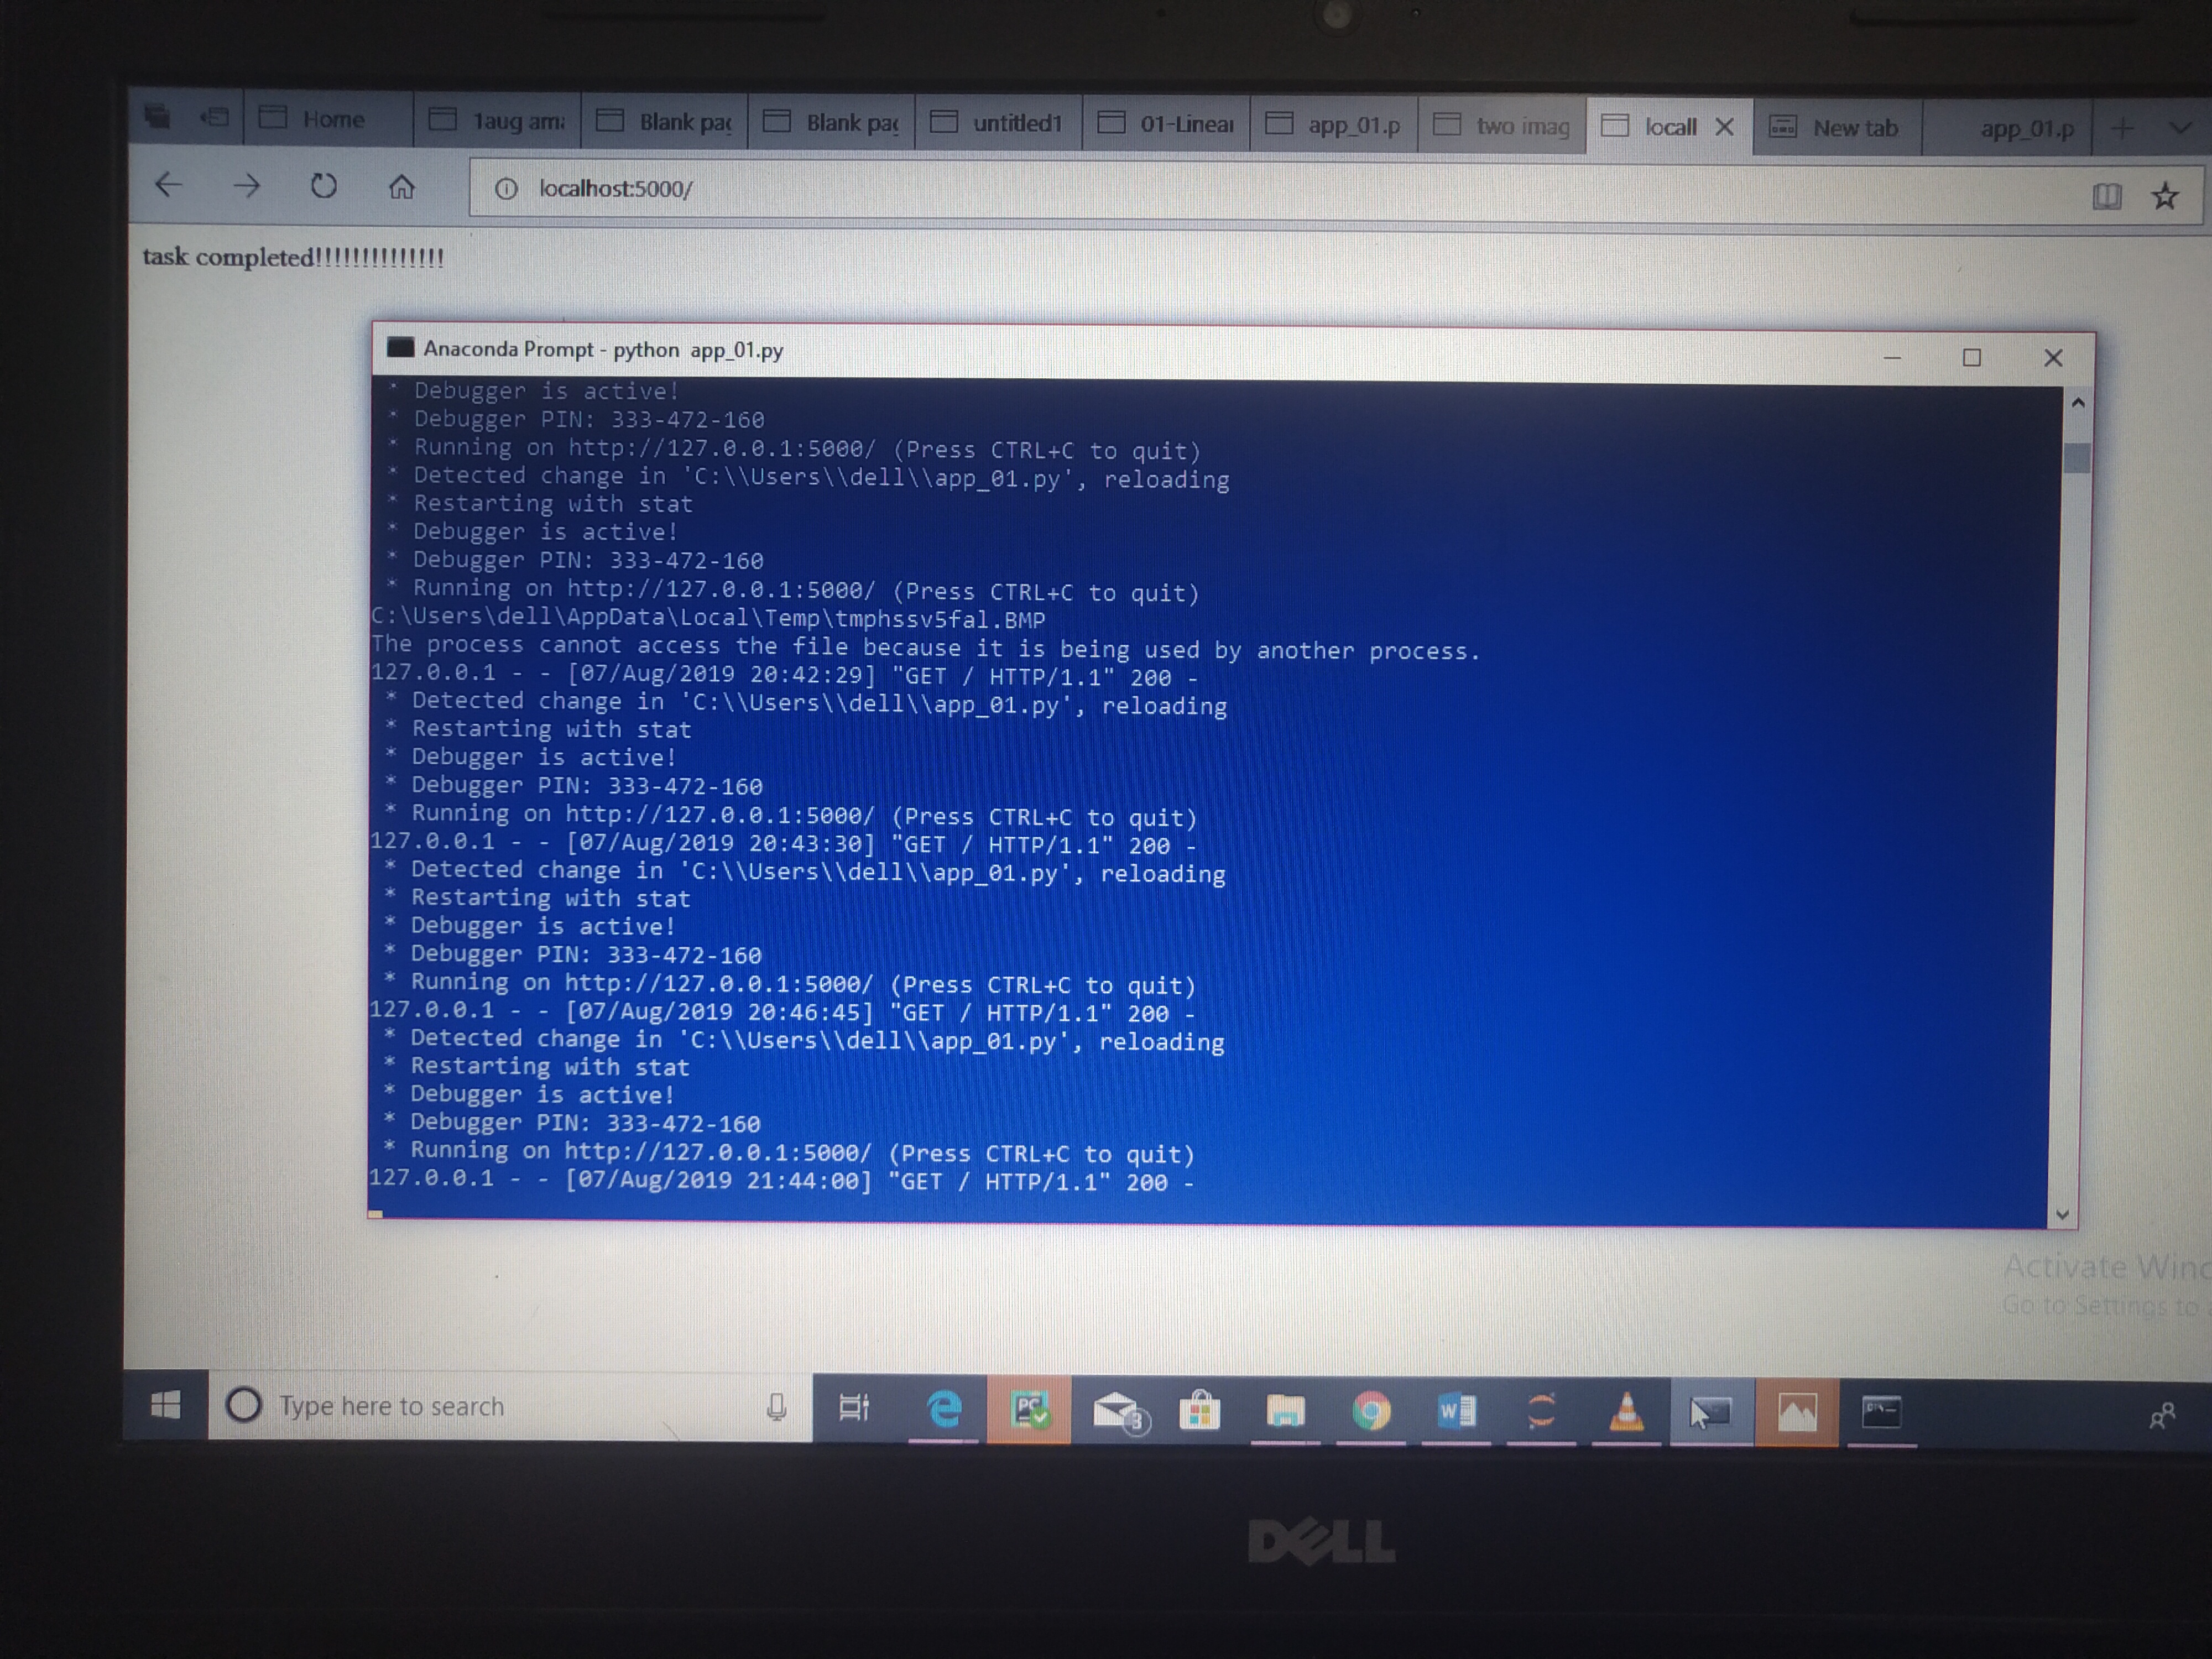 Home
1aug am
Blank pa
Blank pa
untitled1
01-Linear
app_01.p
two imag
locall
New tab
app_01.p
localhost:5000/
task completed!!!!!!!!!!!!!!
Anaconda Prompt - python app_01.py
* Debugger is active!
* Debugger PIN: 333-472-160
* Running on http://127.0.0.1:5000/ (Press CTRL+C to quit)
* Detected change in 'C:\\Users\\dell\\app_01.py', reloading
* Restarting with stat
* Debugger is active!
* Debugger PIN: 333-472-160
* Running on http://127.0.0.1:5000/ (Press CTRL+C to quit)
C:\Users\dell\AppData\Local\Temp\tmphssv5fal.BMP
The process cannot access the file because it is being used by another process.
127.0.0.1 - - [07/Aug/2019 20:42:29] "GET / HTTP/1.1" 200 -
* Detected change in 'C:\\Users\\dell\\app_01.py', reloading
* Restarting with stat
* Debugger is active!
* Debugger PIN: 333-472-160
* Running on http://127.0.0.1:5000/ (Press CTRL+C to quit)
127.0.0.1 - - [07/Aug/2019 20:43:30] "GET / HTTP/1.1" 200 -
* Detected change in 'C:\\Users\\dell\\app_01.py', reloading
* Restarting with stat
* Debugger is active!
* Debugger PIN: 333-472-160
* Running on http://127.0.0.1:5000/ (Press CTRL+C to quit)
127.0.0.1 - - [07/Aug/2019 20:46:45] "GET / HTTP/1.1" 200 -
* Detected change in 'C:\\Users\\dell\\app_01.py', reloading
* Restarting with stat
* Debugger is active!
* Debugger PIN: 333-472-160
* Running on http://127.0.0.1:5000/ (Press CTRL+C to quit)
127.0.0.1 - - [07/Aug/2019 21:44:00] "GET / HTTP/1.1" 200 -
Activate Winc
Go to Settings to
Type here to search
PC
3
W
DELL